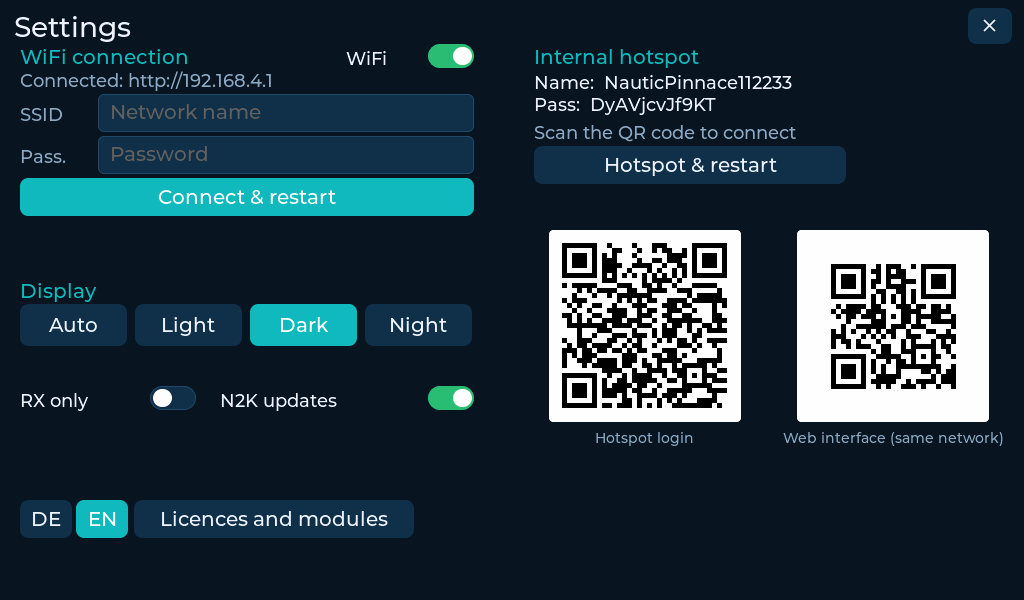 Settings
WiFi connection
WiFi
Connected: http://192.168.4.1
SSID
Network name
Pass.
Password
Connect & restart
Internal hotspot
Name: NauticPinnace112233
Pass: DyAVjcvJf9KT
Scan the QR code to connect
Hotspot & restart
Hotspot login
Web interface (same network)
Display
Auto
Light
Dark
Night
RX only
N2K updates
DE
EN
Licences and modules